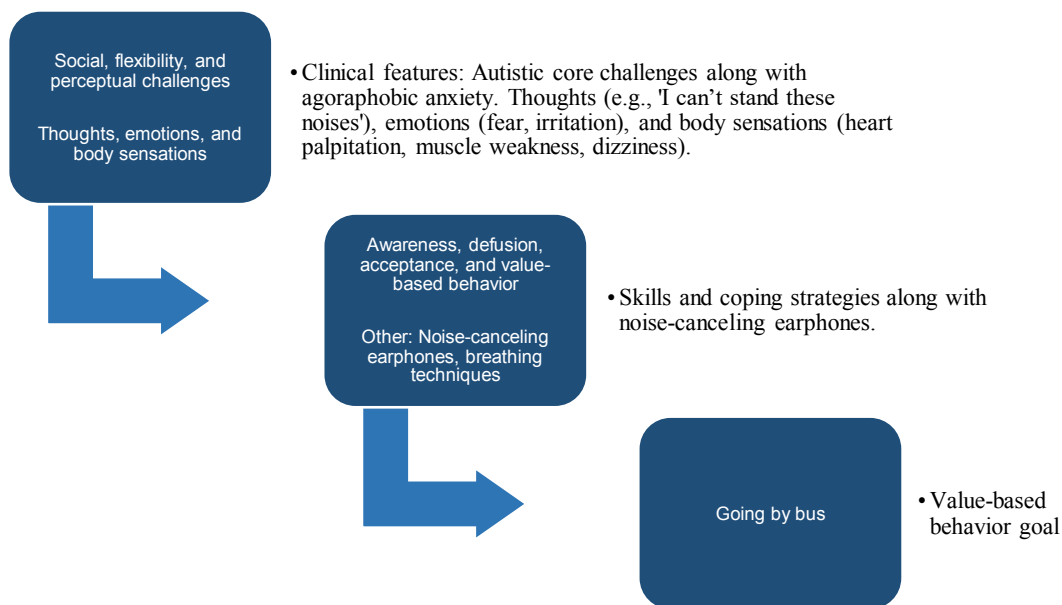 Social, flexibility, and
perceptual challenges
Thoughts, emotions, and
body sensations
• Clinical features: Autistic core challenges along with
agoraphobic anxiety. Thoughts (e.g., 'I can’t stand these
noises'), emotions (fear, irritation), and body sensations (heart
palpitation, muscle weakness, dizziness).
Awareness, defusion,
acceptance, and value-
based behavior
Other: Noise-canceling
earphones, breathing
techniques
• Skills and coping strategies along with
noise-canceling earphones.
Going by bus
• Value-based
behavior goal